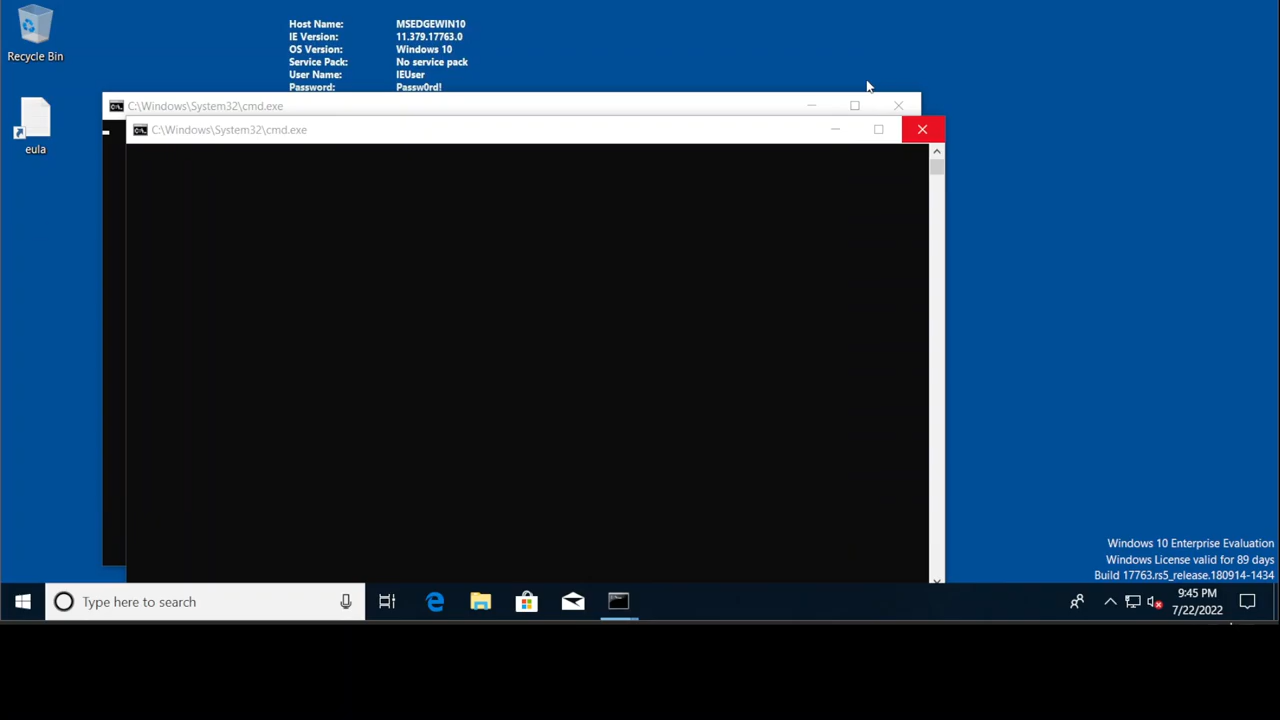 Recycle Bin
eula
Host Name: MSEDGEWIN10
IE Version: 11.379.17763.0
OS Version: Windows 10
Service Pack: No service pack
User Name: IEUser
Password: Passw0rd!
C:\Windows\System32\cmd.exe
C:\Windows\System32\cmd.exe
Windows 10 Enterprise Evaluation
Windows License valid for 89 days
Build 17763.rs5_release.180914-1434
Type here to search
9:45 PM
7/22/2022